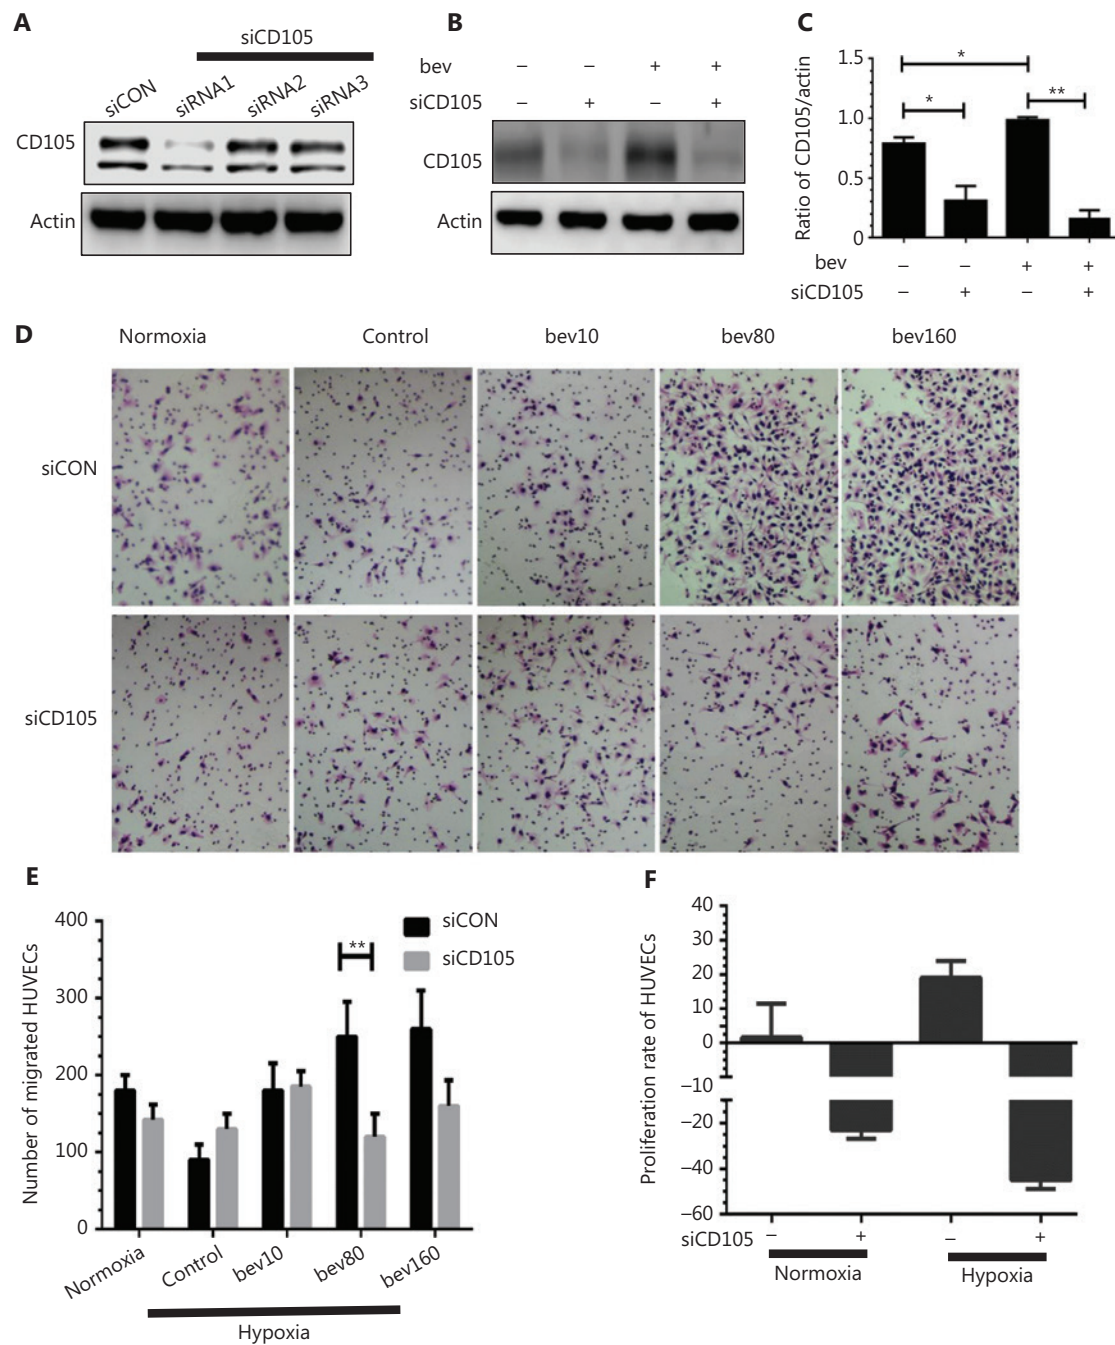 A
siCD105
siCON siRNA1 siRNA2 siRNA3
CD105
Actin
B
bev – – + +
siCD105 – + – +
CD105
Actin
C
Ratio of CD105/actin
1.5
1.0
0.5
0
*
*
**
bev – – + +
siCD105 – + – +
D
Normoxia Control bev10 bev80 bev160
siCON
siCD105
E
Number of migrated HUVECs
400
300
200
100
0
siCON
siCD105
**
Normoxia Control bev10 bev80 bev160
Hypoxia
F
Proliferation rate of HUVECs
40
30
20
10
0
–10
–20
–40
–60
siCD105 – + – +
Normoxia Hypoxia